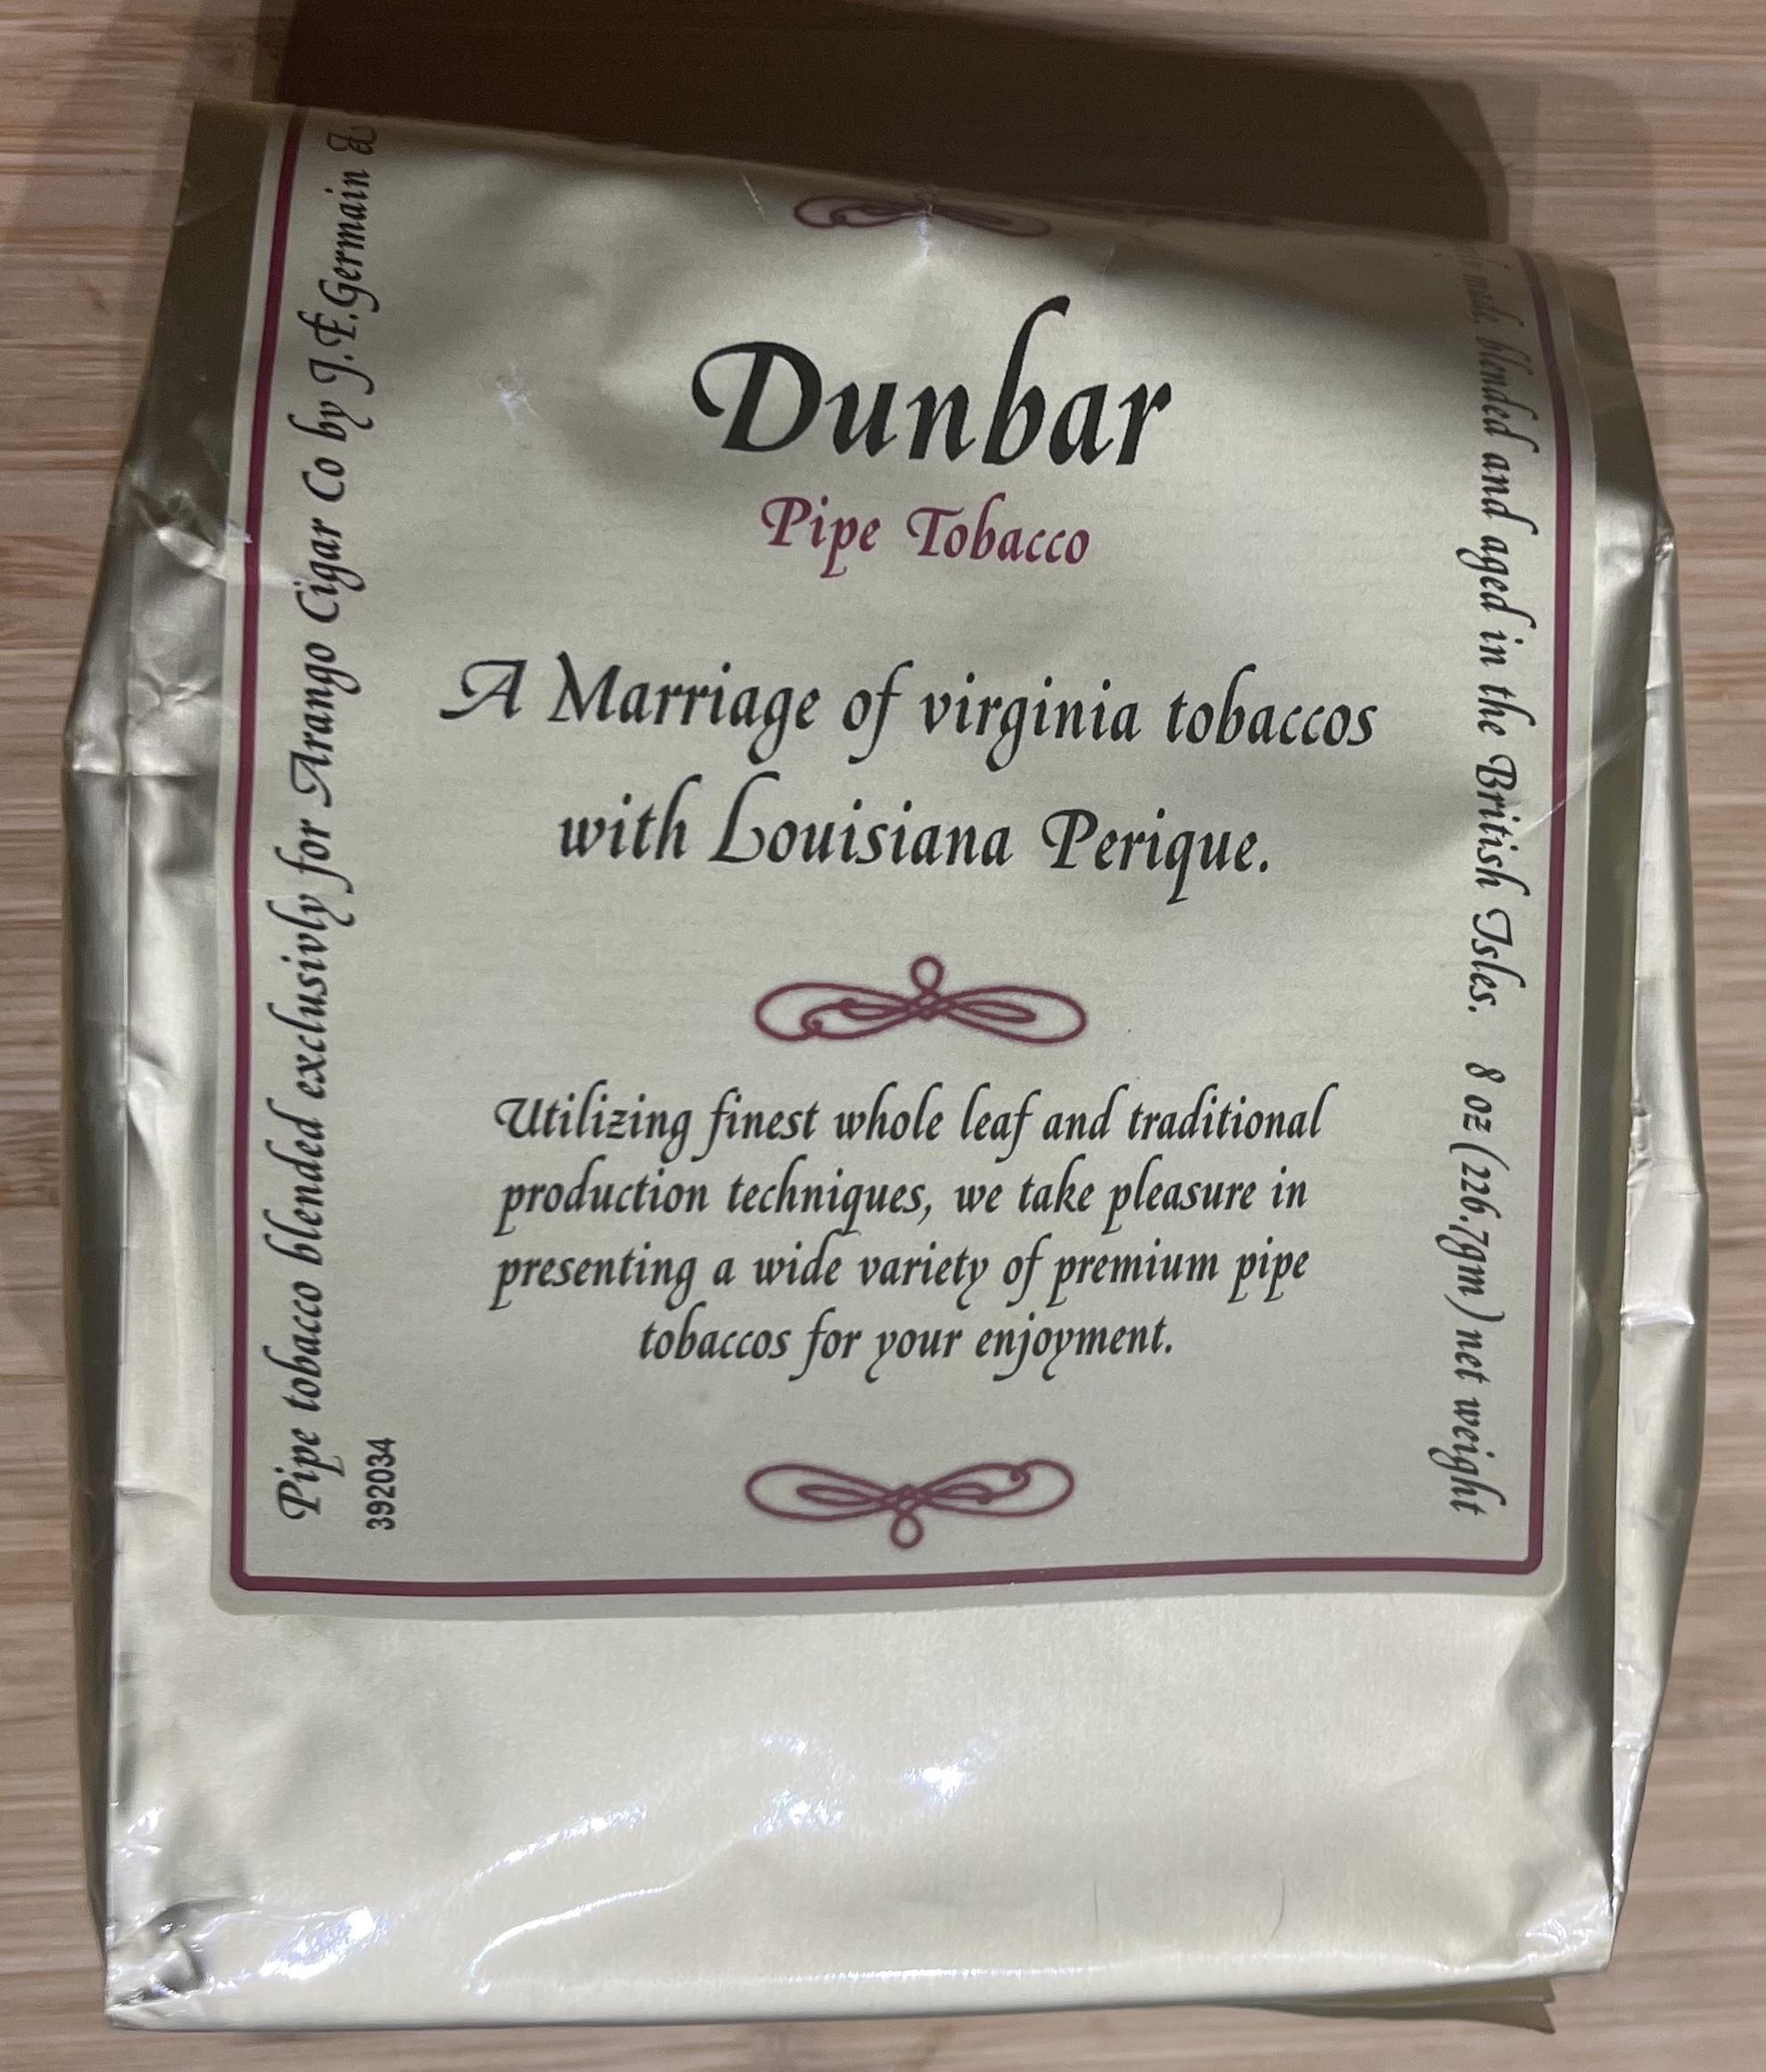 Dunbar
Pipe Tobacco
A Marriage of virginia tobaccos
with Louisiana Perique.
Utilizing finest whole leaf and traditional
production techniques, we take pleasure in
presenting a wide variety of premium pipe
tobaccos for your enjoyment.
Pipe tobacco blended exclusivly for Arango Cigar Co by J.E.Germain &
392034
blended and aged in the British Isles. 8 oz (226.7gm) net weight